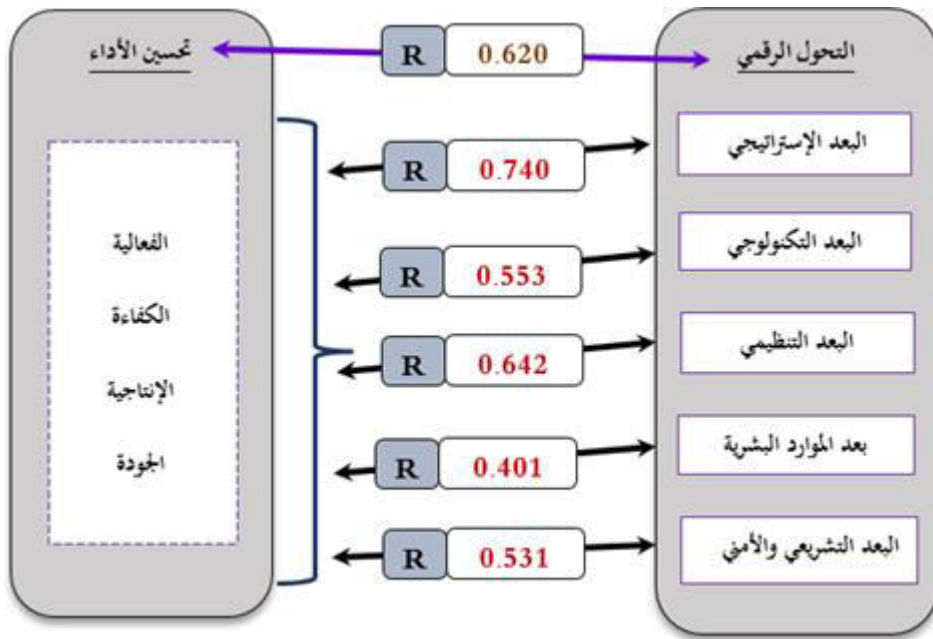 التحول الرقمي
R 0.620
تحسين الأداء
البعد الإستراتيجي
R 0.740
البعد التكنولوجي
R 0.553
البعد التنظيمي
R 0.642
بعد الموارد البشرية
R 0.401
البعد التشريعي والأمني
R 0.531
الفعالية
الكفاءة
الإنتاجية
الجودة